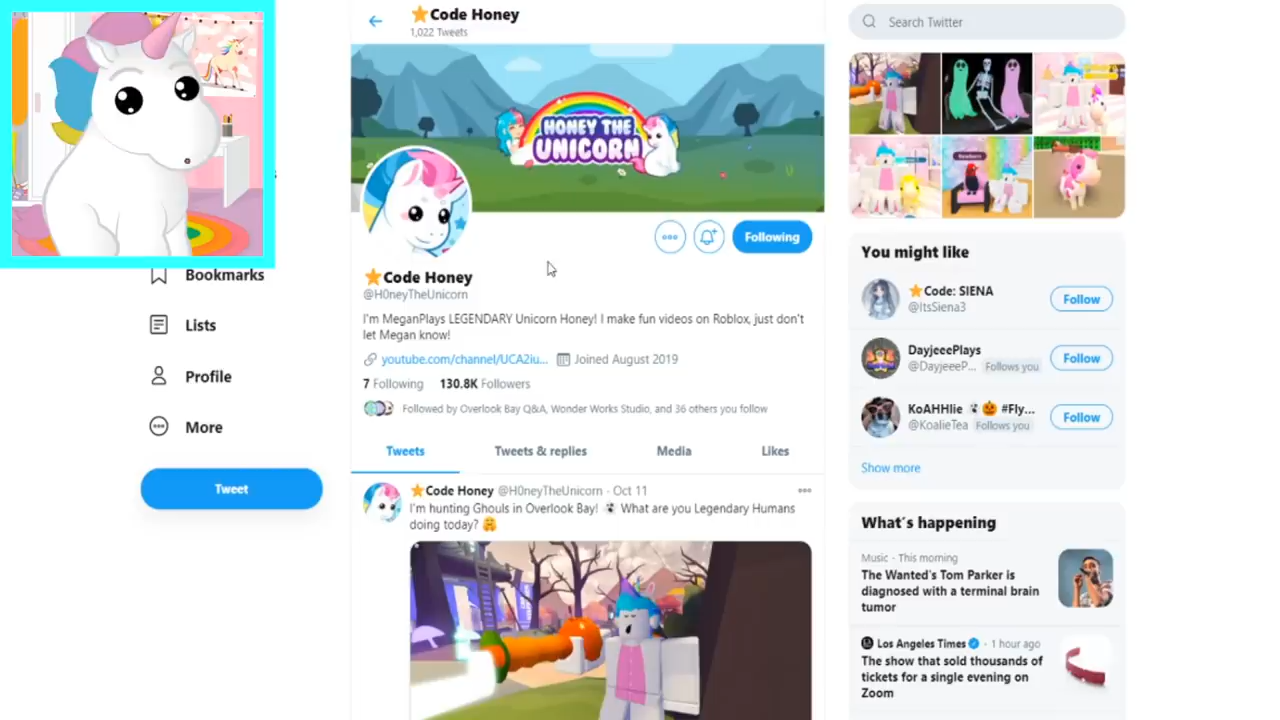 ⭐Code Honey
1,022 Tweets
HONEY THE
UNICORN
Following
⭐Code Honey
@H0neyTheUnicorn
I'm MeganPlays LEGENDARY Unicorn Honey! I make fun videos on Roblox, just don't
let Megan know!
youtube.com/channel/UCA2iu... Joined August 2019
7 Following 130.8K Followers
Followed by Overlook Bay Q&A, Wonder Works Studio, and 36 others you follow
Tweets Tweets & replies Media Likes
⭐Code Honey @H0neyTheUnicorn · Oct 11
I'm hunting Ghouls in Overlook Bay! 👻 What are you Legendary Humans
doing today? 🤗
Bookmarks
Lists
Profile
More
Tweet
Search Twitter
Newborn
You might like
⭐Code: SIENA
@ItsSiena3
Follow
DayjeeePlays
@DayjeeeP... Follows you
Follow
KoAHHlie 👻 🎃 #Fly...
@KoalieTea Follows you
Follow
Show more
What's happening
Music · This morning
The Wanted's Tom Parker is
diagnosed with a terminal brain
tumor
Los Angeles Times · 1 hour ago
The show that sold thousands of
tickets for a single evening on
Zoom